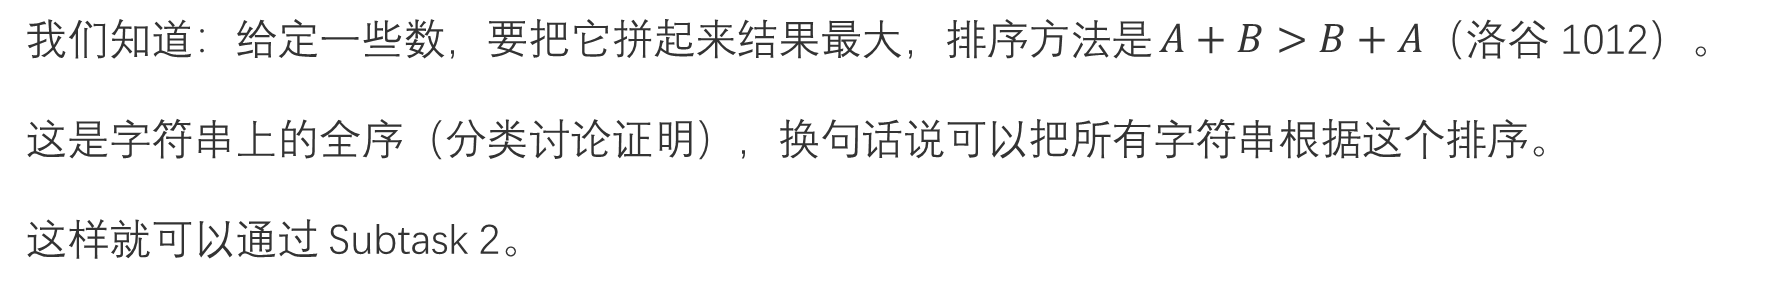 我们知道：给定一些数，要把它拼起来结果最大，排序方法是 A + B > B + A（洛谷 1012）。
这是字符串上的全序（分类讨论证明），换句话说可以把所有字符串根据这个排序。
这样就可以通过 Subtask 2。